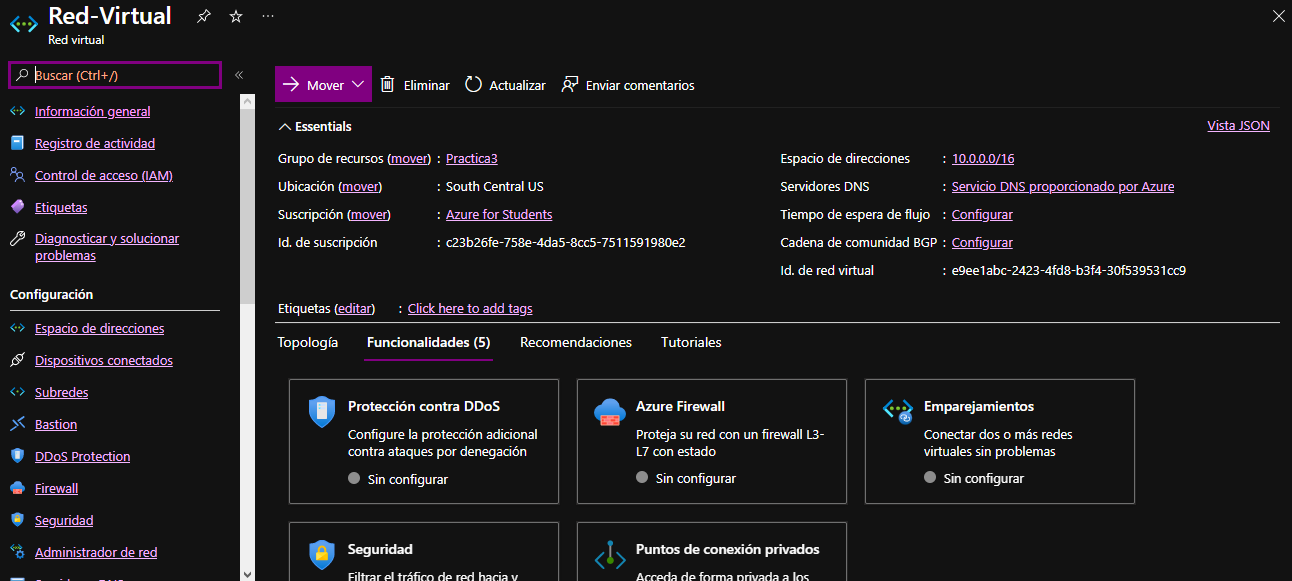 Red-Virtual
Red virtual
Buscar (Ctrl+/)
Información general
Registro de actividad
Control de acceso (IAM)
Etiquetas
Diagnosticar y solucionar
problemas
Configuración
Espacio de direcciones
Dispositivos conectados
Subredes
Bastion
DDoS Protection
Firewall
Seguridad
Administrador de red
Mover
Eliminar
Actualizar
Enviar comentarios
Essentials
Vista JSON
Grupo de recursos (mover) : Practica3
Ubicación (mover) : South Central US
Suscripción (mover) : Azure for Students
Id. de suscripción : c23b26fe-758e-4da5-8cc5-7511591980e2
Espacio de direcciones : 10.0.0.0/16
Servidores DNS : Servicio DNS proporcionado por Azure
Tiempo de espera de flujo : Configurar
Cadena de comunidad BGP : Configurar
Id. de red virtual : e9ee1abc-2423-4fd8-b3f4-30f539531cc9
Etiquetas (editar) : Click here to add tags
Topología
Funcionalidades (5)
Recomendaciones
Tutoriales
Protección contra DDoS
Configure la protección adicional
contra ataques por denegación
Sin configurar
Azure Firewall
Proteja su red con un firewall L3-
L7 con estado
Sin configurar
Emparejamientos
Conectar dos o más redes
virtuales sin problemas
Sin configurar
Seguridad
Filtrar el tráfico de red hacia y
Puntos de conexión privados
Acceda de forma privada a los